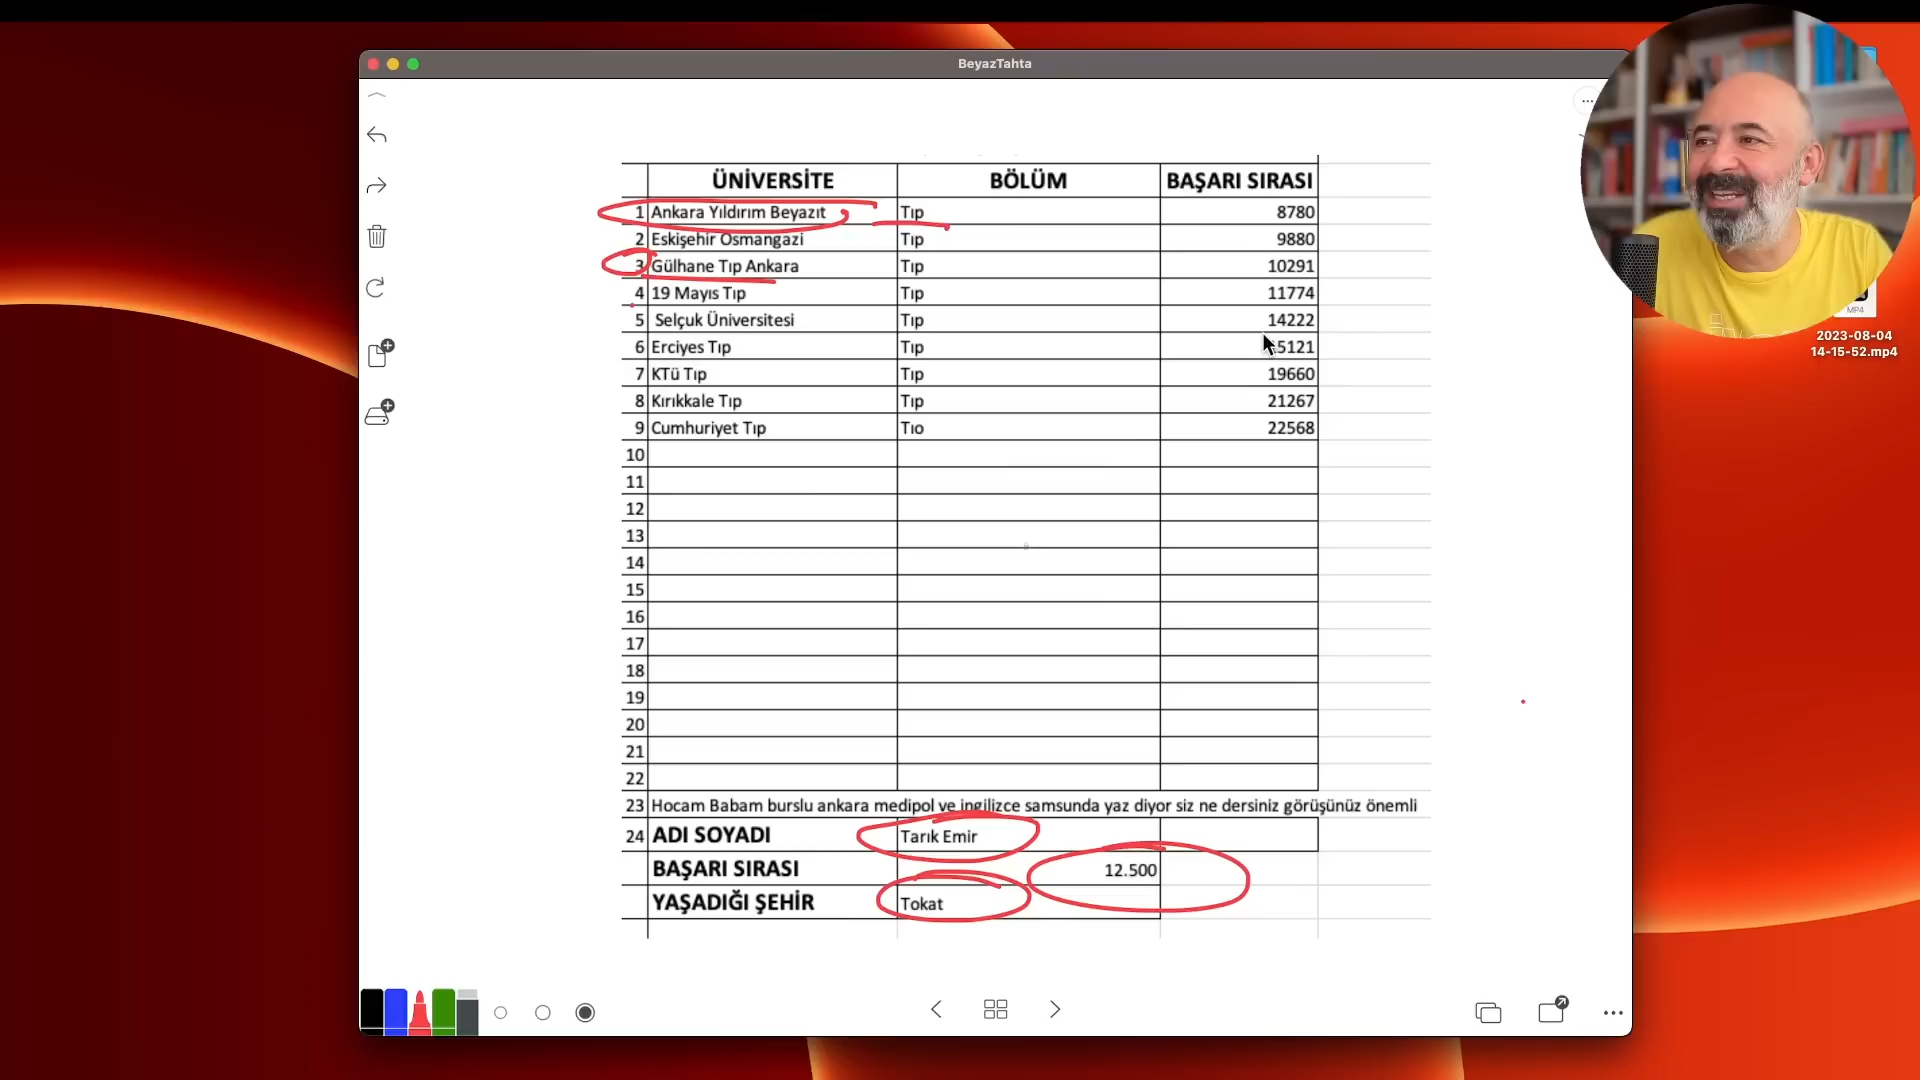 BeyazTahta
ÜNİVERSİTE BÖLÜM BAŞARI SIRASI
1 Ankara Yıldırım Beyazıt Tıp 8780
2 Eskişehir Osmangazi Tıp 9880
3 Gülhane Tıp Ankara Tıp 10291
4 19 Mayıs Tıp Tıp 11774
5 Selçuk Üniversitesi Tıp 14222
6 Erciyes Tıp Tıp 5121
7 KTü Tıp Tıp 19660
8 Kırıkkale Tıp Tıp 21267
9 Cumhuriyet Tıp Tıo 22568
10
11
12
13
14
15
16
17
18
19
20
21
22
23 Hocam Babam burslu ankara medipol ve ingilizce samsunda yaz diyor siz ne dersiniz görüşünüz önemli
24 ADI SOYADI Tarık Emir
BAŞARI SIRASI 12.500
YAŞADIĞI ŞEHİR Tokat
MP4
2023-08-04
14-15-52.mp4